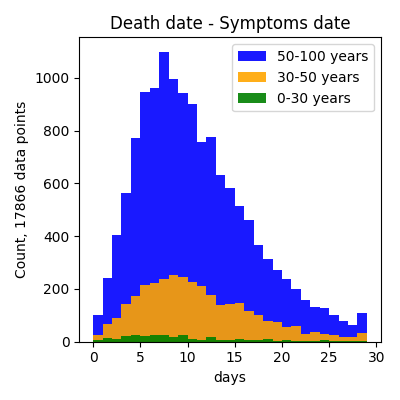 Death date - Symptoms date
50-100 years
30-50 years
0-30 years
Count, 17866 data points
1000
800
600
400
200
0
0 5 10 15 20 25 30
days